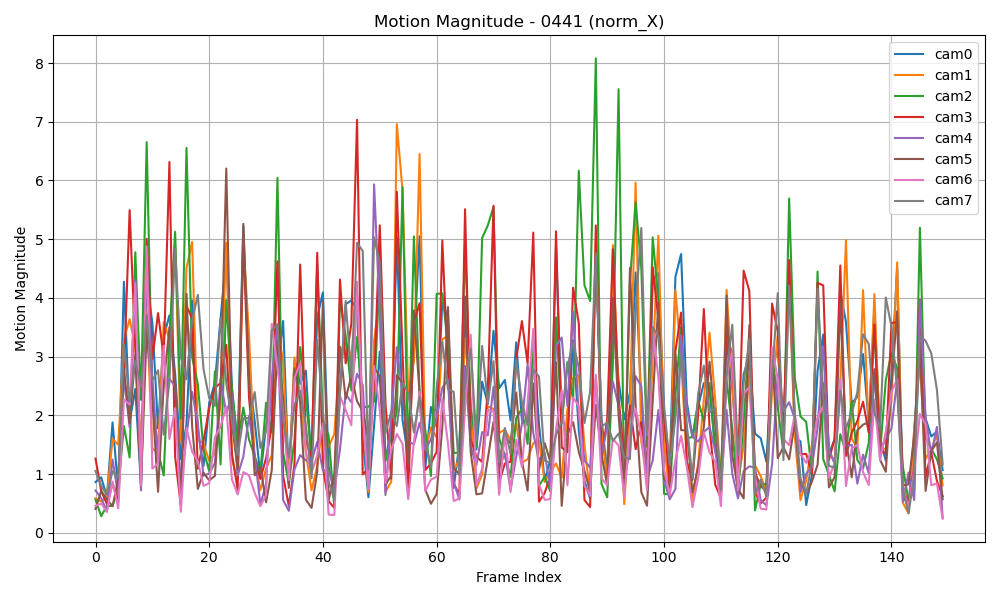 Motion Magnitude - 0441 (norm_X)
Motion Magnitude
8
7
6
5
4
3
2
1
0
0 20 40 60 80 100 120 140
Frame Index
cam0
cam1
cam2
cam3
cam4
cam5
cam6
cam7